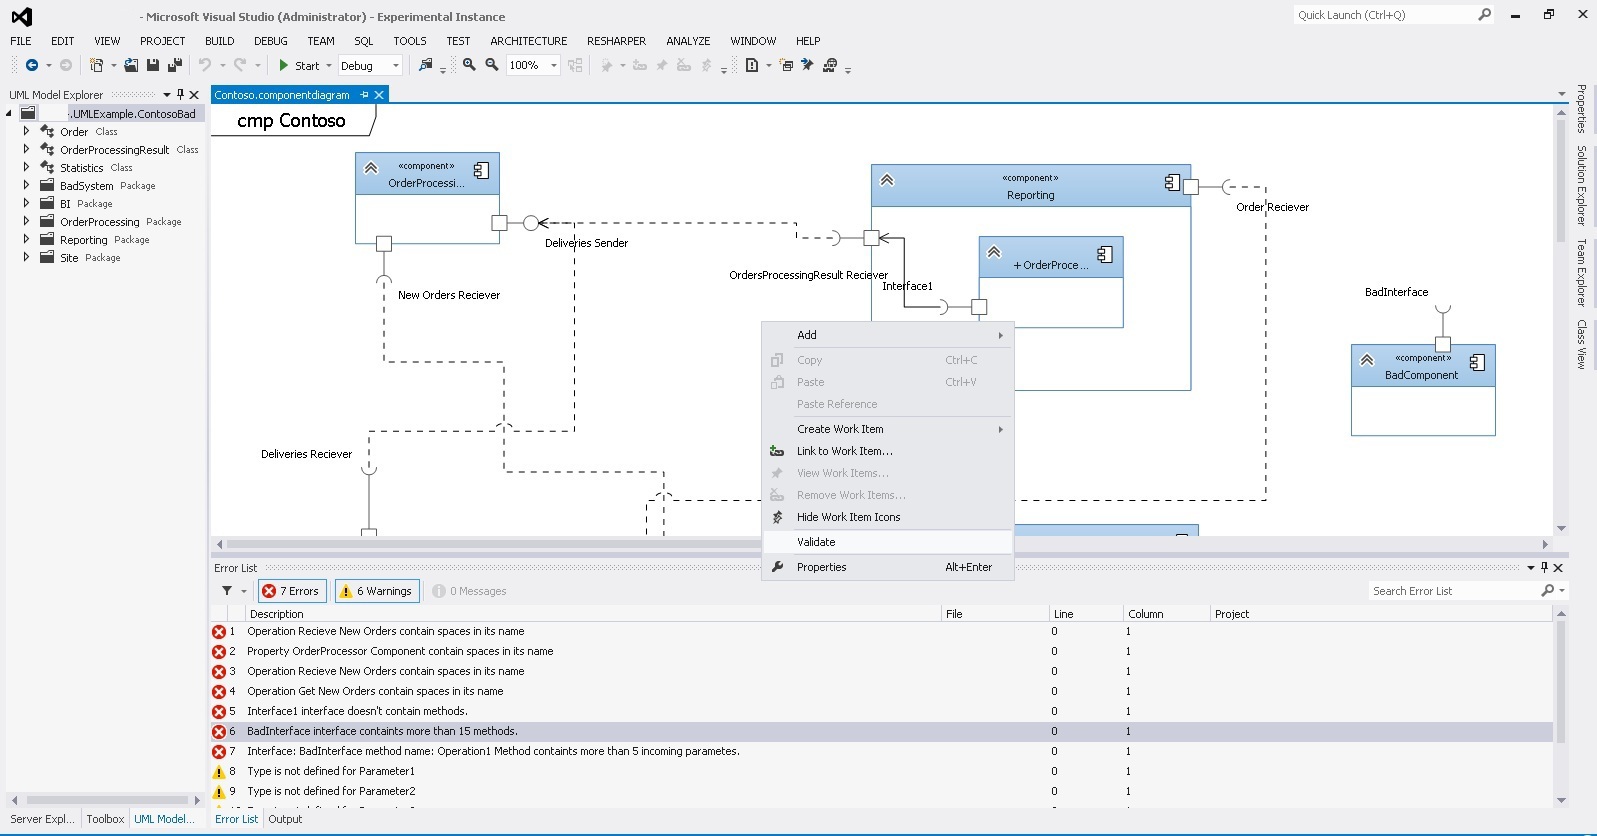 - Microsoft Visual Studio (Administrator) - Experimental Instance
Quick Launch (Ctrl+Q)
FILE EDIT VIEW PROJECT BUILD DEBUG TEAM SQL TOOLS TEST ARCHITECTURE RESHARPER ANALYZE WINDOW HELP
Start Debug 100%
UML Model Explorer
.UMLExample.ContosoBad
Order Class
OrderProcessingResult Class
Statistics Class
BadSystem Package
BI Package
OrderProcessing Package
Reporting Package
Site Package
Server Expl... Toolbox UML Model...
Contoso.componentdiagram
cmp Contoso
«component»
OrderProcessi...
Deliveries Sender
New Orders Reciever
Deliveries Reciever
«component»
Reporting
Order Reciever
OrdersProcessingResult Reciever
Interface1
+ OrderProce ...
BadInterface
«component»
BadComponent
Add
Copy Ctrl+C
Paste Ctrl+V
Paste Reference
Create Work Item
Link to Work Item...
View Work Items...
Remove Work Items...
Hide Work Item Icons
Validate
Properties Alt+Enter
Properties
Solution Explorer
Team Explorer
Class View
Error List
7 Errors 6 Warnings 0 Messages
Search Error List
Description File Line Column Project
1 Operation Recieve New Orders contain spaces in its name 0 1
2 Property OrderProcessor Component contain spaces in its name 0 1
3 Operation Recieve New Orders contain spaces in its name 0 1
4 Operation Get New Orders contain spaces in its name 0 1
5 Interface1 interface doesn't contain methods. 0 1
6 BadInterface interface containts more than 15 methods. 0 1
7 Interface: BadInterface method name: Operation1 Method containts more than 5 incoming parametes. 0 1
8 Type is not defined for Parameter1 0 1
9 Type is not defined for Parameter2 0 1
Error List Output